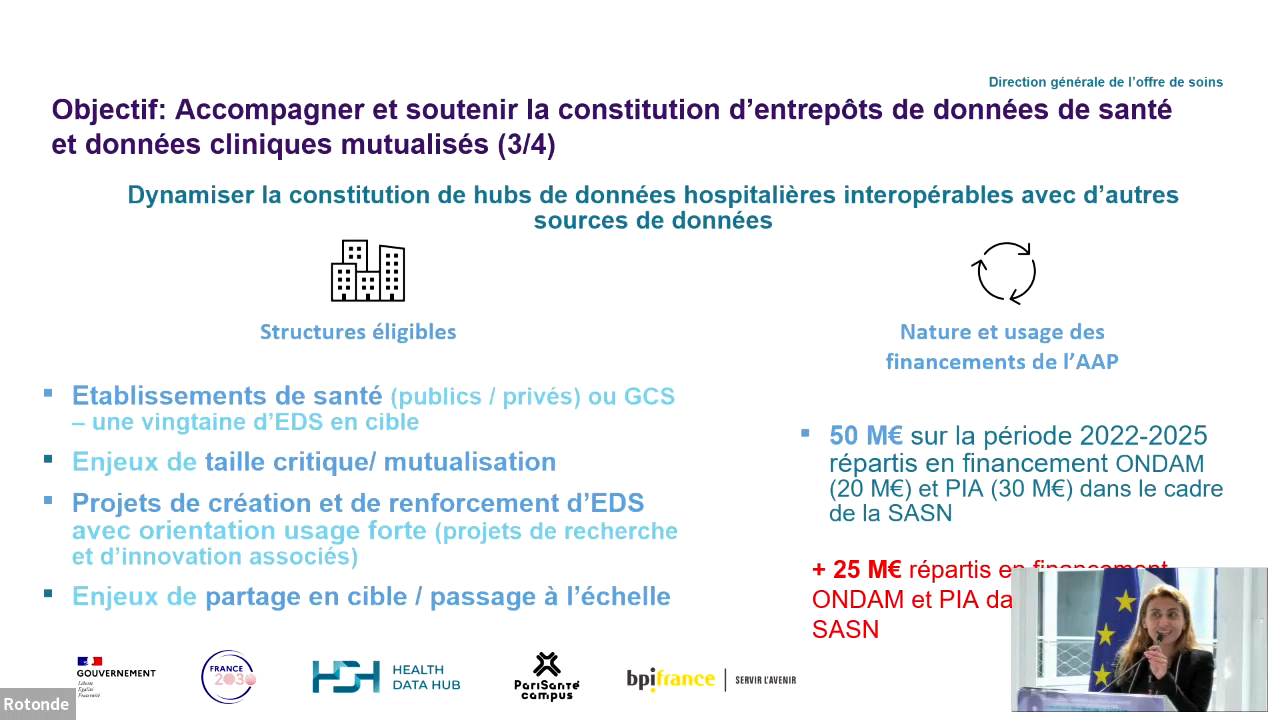 Direction générale de l'offre de soins
Objectif: Accompagner et soutenir la constitution d'entrepôts de données de santé
et données cliniques mutualisés (3/4)
Dynamiser la constitution de hubs de données hospitalières interopérables avec d'autres
sources de données
Structures éligibles
Etablissements de santé (publics / privés) ou GCS
– une vingtaine d'EDS en cible
Enjeux de taille critique/ mutualisation
Projets de création et de renforcement d'EDS
avec orientation usage forte (projets de recherche
et d'innovation associés)
Enjeux de partage en cible / passage à l'échelle
Nature et usage des
financements de l'AAP
50 M€ sur la période 2022-2025
répartis en financement ONDAM
(20 M€) et PIA (30 M€) dans le cadre
de la SASN
+ 25 M€ répartis en financement
ONDAM et PIA da
SASN
GOUVERNEMENT
Liberté
Égalité
Fraternité
FRANCE
2030
HEALTH
DATA HUB
PariSanté
campus
bpifrance | SERVIR L'AVENIR
Rotonde